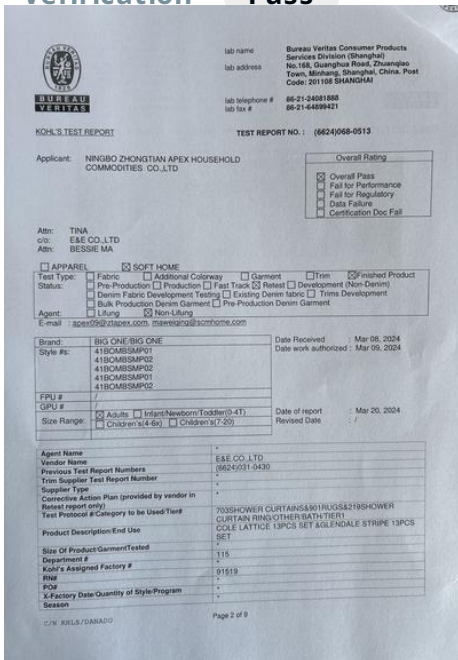 Verification Pass
BUREAU
VERITAS
lab name Bureau Veritas Consumer Products
Services Division (Shanghai)
lab address No.168, Guanghua Road, Zhuanqiao
Town, Minhang, Shanghai, China. Post
Code: 201108 SHANGHAI
lab telephone # 86-21-24081888
lab fax # 86-21-64899421
KOHL'S TEST REPORT TEST REPORT NO. : (6624)068-0513
Applicant: NINGBO ZHONGTIAN APEX HOUSEHOLD
COMMODITIES CO.,LTD
Overall Rating
☒ Overall Pass
☐ Fail for Performance
☐ Fail for Regulatory
☐ Data Failure
☐ Certification Doc Fail
Attn: TINA
c/o: E&E CO.,LTD
Attn: BESSIE MA
☐ APPAREL ☒ SOFT HOME
Test Type: ☐ Fabric ☐ Additional Colorway ☐ Garment ☐ Trim ☒ Finished Product
Status: ☐ Pre-Production ☐ Production ☐ Fast Track ☒ Retest ☐ Development (Non-Denim)
☐ Denim Fabric Development Testing ☐ Existing Denim fabric ☐ Trims Development
☐ Bulk Production Denim Garment ☐ Pre-Production Denim Garment
Agent: ☐ Lifung ☒ Non-Lifung
E-mail : apex09@ztapex.com, maweiqing@scmhome.com
Brand: BIG ONE/BIG ONE
Style #s: 41BOMBSMP01
41BOMBSMP02
41BOMBSMP02
41BOMBSMP01
41BOMBSMP02
FPU # /
GPU # /
Size Range: ☒ Adults ☐ Infant/Newborn/Toddler(0-4T)
☐ Children's(4-6x) ☐ Children's(7-20)
Date Received : Mar 08, 2024
Date work authorized : Mar 09, 2024
Date of report : Mar 20, 2024
Revised Date : /
Agent Name *
Vendor Name E&E CO.,LTD
Previous Test Report Numbers (6624)031-0430
Trim Supplier Test Report Number *
Supplier Type *
Corrective Action Plan (provided by vendor in
Retest report only) *
Test Protocol #/Category to be Used/Tier# 703SHOWER CURTAINS&901RUGS&219SHOWER
CURTAIN RING/OTHER/BATH/TIER1
Product Description/End Use COLE LATTICE 13PCS SET &GLENDALE STRIPE 13PCS
SET
Size Of Product/GarmentTested *
Department # 115
Kohl's Assigned Factory # 91519
RN# *
PO# *
X-Factory Date/Quantity of Style/Program *
Season *
C/N RHLS/DANADU
Page 2 of 8